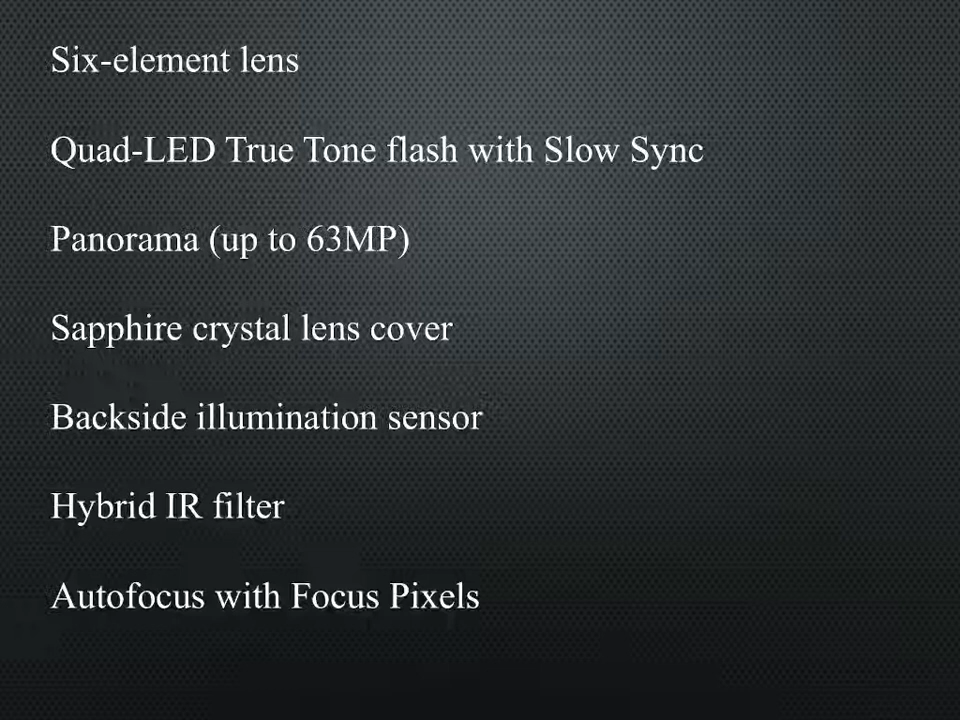 Six-element lens
Quad-LED True Tone flash with Slow Sync
Panorama (up to 63MP)
Sapphire crystal lens cover
Backside illumination sensor
Hybrid IR filter
Autofocus with Focus Pixels